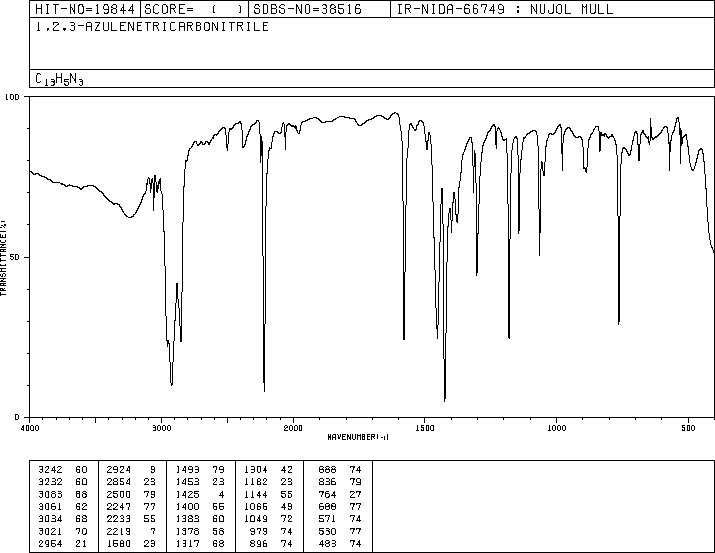 HIT-NO=19844 SCORE= ( ) SDBS-NO=38516 IR-NIDA-66749 : NUJOL MULL
1,2,3-AZULENETRICARBONITRILE
C13H5N3
100
50
0
TRANSMITTANCE(%)
4000 3000 2000 1500 1000 500
WAVENUMBER(-1)
3242 60 2924 9 1493 79 1304 42 888 74
3232 60 2854 23 1453 23 1182 23 836 79
3083 68 2500 79 1425 4 1144 55 764 27
3061 62 2247 77 1400 55 1066 49 688 77
3034 68 2233 55 1383 60 1049 72 571 74
3021 70 2219 7 1378 58 979 74 530 77
2954 21 1580 23 1317 68 896 74 483 74